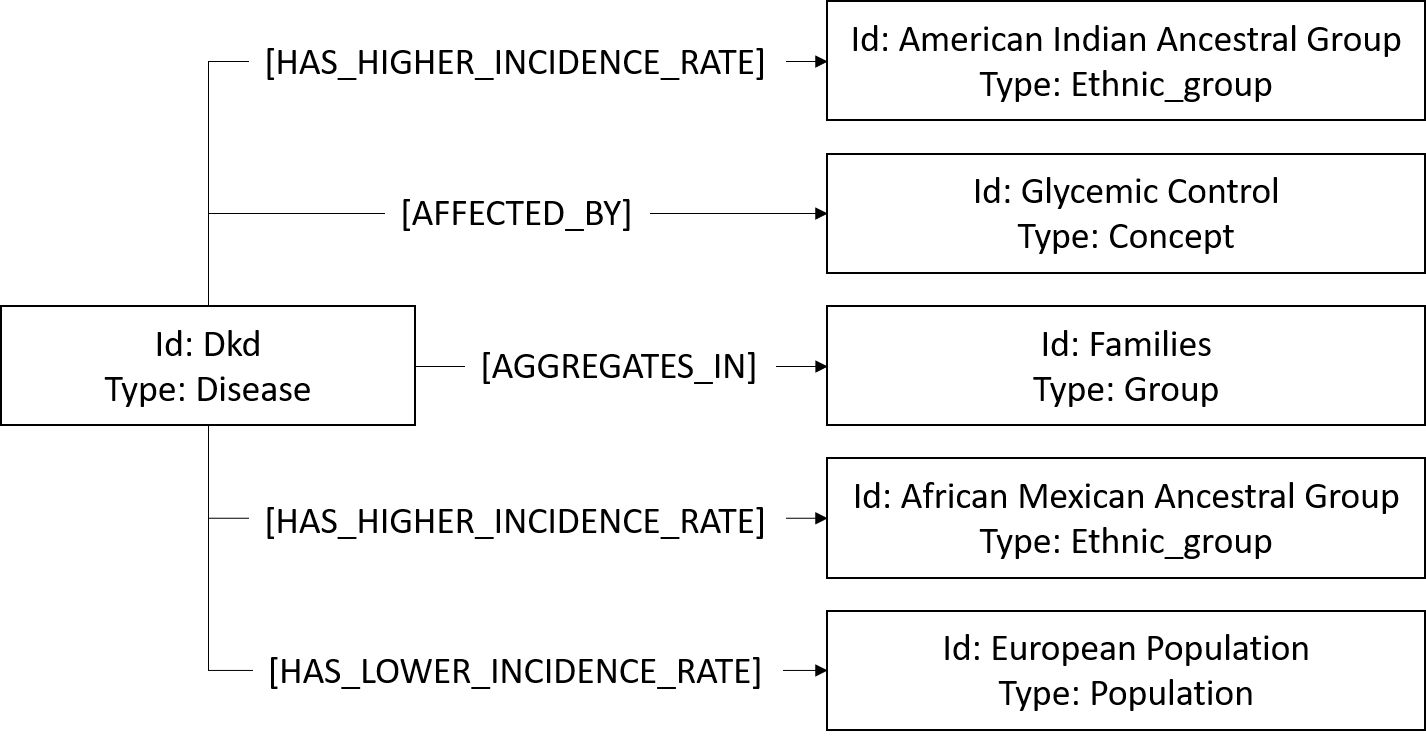 [HAS_HIGHER_INCIDENCE_RATE]
Id: American Indian Ancestral Group
Type: Ethnic_group
[AFFECTED_BY]
Id: Glycemic Control
Type: Concept
Id: Dkd
Type: Disease
[AGGREGATES_IN]
Id: Families
Type: Group
[HAS_HIGHER_INCIDENCE_RATE]
Id: African Mexican Ancestral Group
Type: Ethnic_group
[HAS_LOWER_INCIDENCE_RATE]
Id: European Population
Type: Population